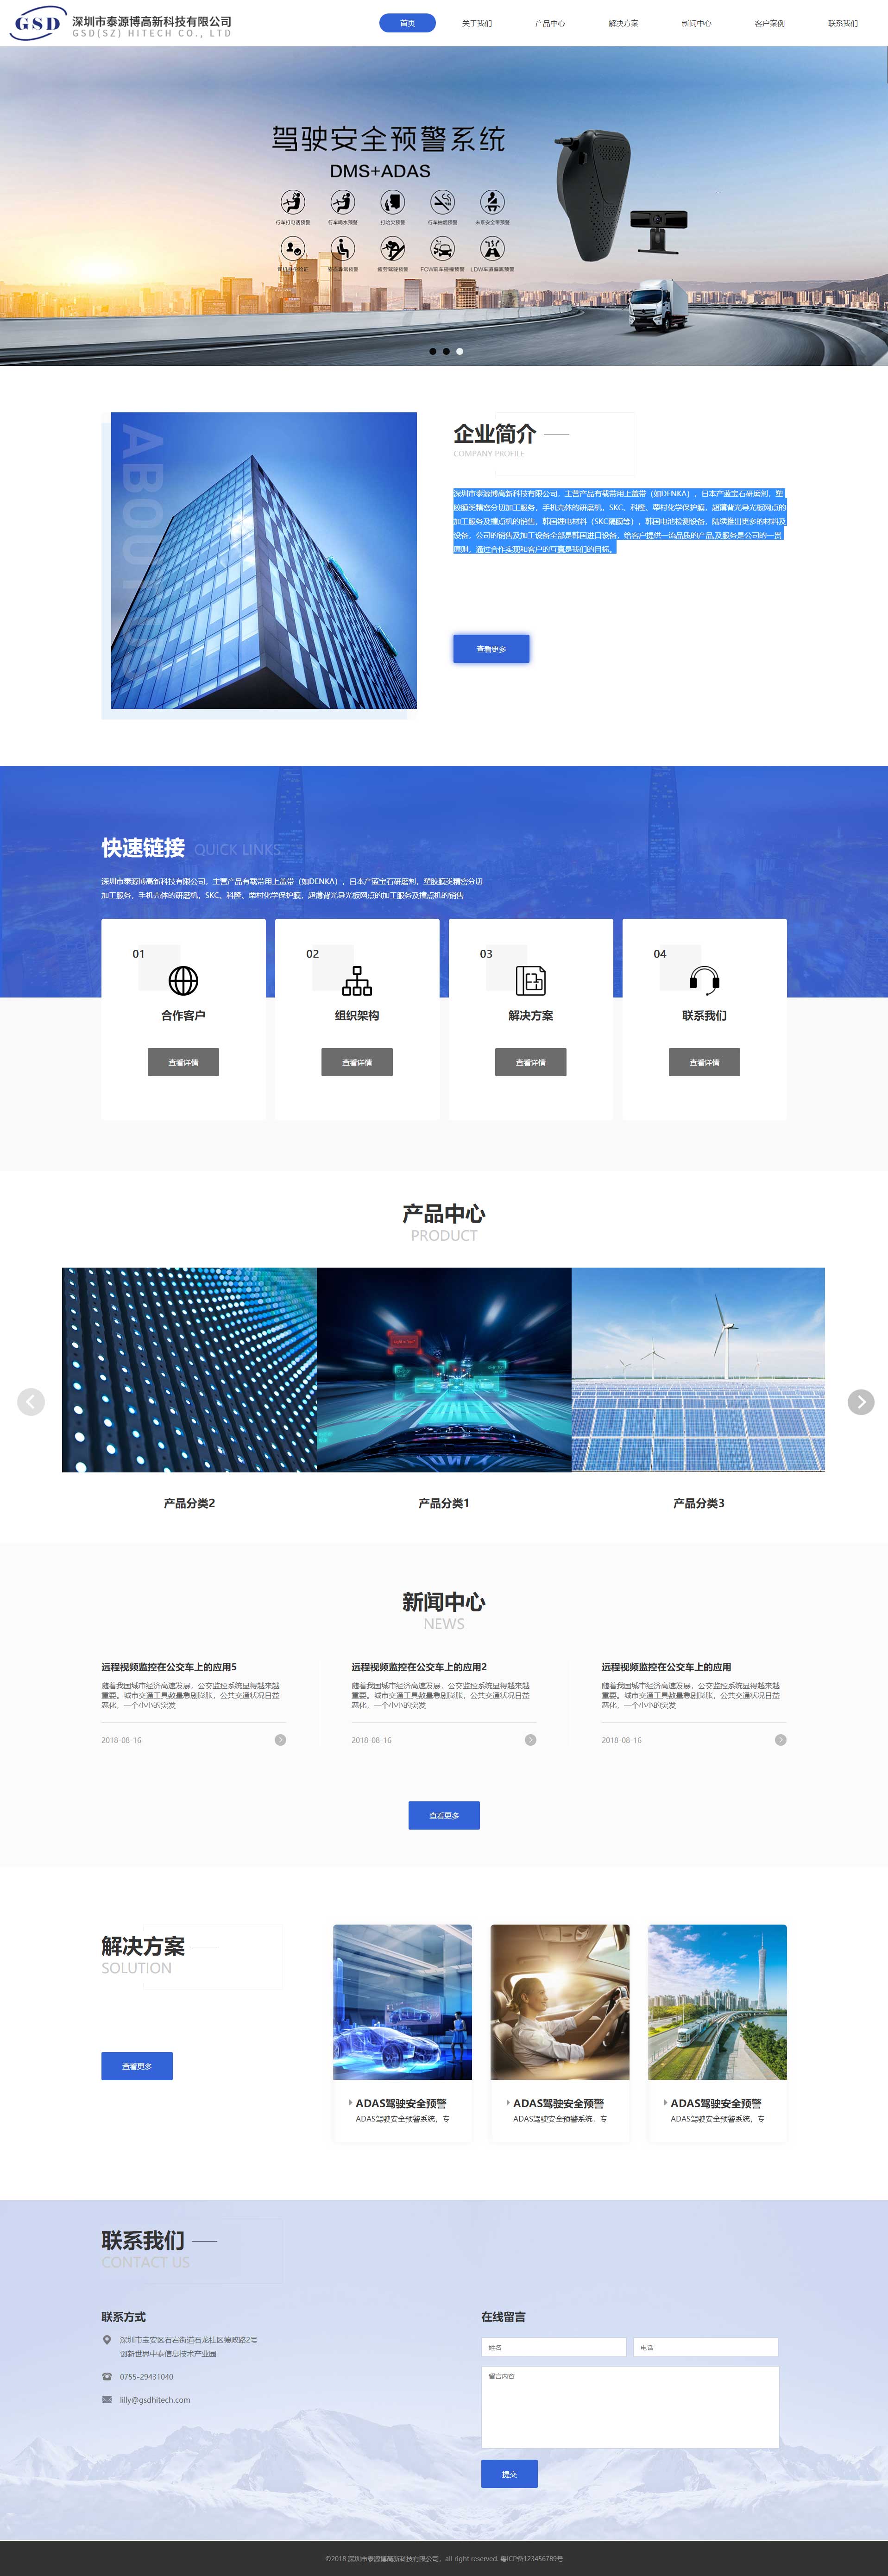 GSD
深圳市泰源博高新科技有限公司
GSD(SZ) HITECH CO., LTD
首页 关于我们 产品中心 解决方案 新闻中心 客户案例 联系我们
驾驶安全预警系统
DMS+ADAS
行车打电话预警 行车喝水预警 打哈欠预警 行车抽烟预警 未系安全带预警
疲劳驾驶预警 FCW前车碰撞预警 LDW车道偏离预警
ABOUT US
企业简介
COMPANY PROFILE
深圳市泰源博高新科技有限公司，主营产品有载带用上盖带（如DENKA），日本产蓝宝石研磨剂，塑
胶膜类精密分切加工服务，手机壳体的研磨机，SKC、科隆、栗村化学保护膜，超薄背光导光板网点的
加工服务及撞点机的销售，韩国锂电材料（SKC隔膜等），韩国电池检测设备，陆续推出更多的材料及
设备，公司的销售及加工设备全部是韩国进口设备，给客户提供一流品质的产品,及服务是公司的一贯
原则，通过合作实现和客户的互赢是我们的目标。
查看更多
快速链接 QUICK LINKS
深圳市泰源博高新科技有限公司，主营产品有载带用上盖带（如DENKA），日本产蓝宝石研磨剂，塑胶膜类精密分切
加工服务，手机壳体的研磨机，SKC、科隆、栗村化学保护膜，超薄背光导光板网点的加工服务及撞点机的销售
01 02 03 04
合作客户 组织架构 解决方案 联系我们
查看详情 查看详情 查看详情 查看详情
产品中心
PRODUCT
产品分类2 产品分类1 产品分类3
新闻中心
NEWS
远程视频监控在公交车上的应用5
随着我国城市经济高速发展，公交监控系统显得越来越
重要。城市交通工具数量急剧膨胀，公共交通状况日益
恶化，一个小小的突发
2018-08-16
远程视频监控在公交车上的应用2
随着我国城市经济高速发展，公交监控系统显得越来越
重要。城市交通工具数量急剧膨胀，公共交通状况日益
恶化，一个小小的突发
2018-08-16
远程视频监控在公交车上的应用
随着我国城市经济高速发展，公交监控系统显得越来越
重要。城市交通工具数量急剧膨胀，公共交通状况日益
恶化，一个小小的突发
2018-08-16
查看更多
解决方案
SOLUTION
查看更多
ADAS驾驶安全预警
ADAS驾驶安全预警系统，专
ADAS驾驶安全预警
ADAS驾驶安全预警系统，专
ADAS驾驶安全预警
ADAS驾驶安全预警系统，专
联系我们
CONTACT US
联系方式
深圳市宝安区石岩街道石龙社区德政路2号
创新世界中泰信息技术产业园
0755-29431040
lilly@gsdhitech.com
在线留言
姓名 电话
留言内容
提交
©2018 深圳市泰源博高新科技有限公司，all right reserved. 粤ICP备123456789号